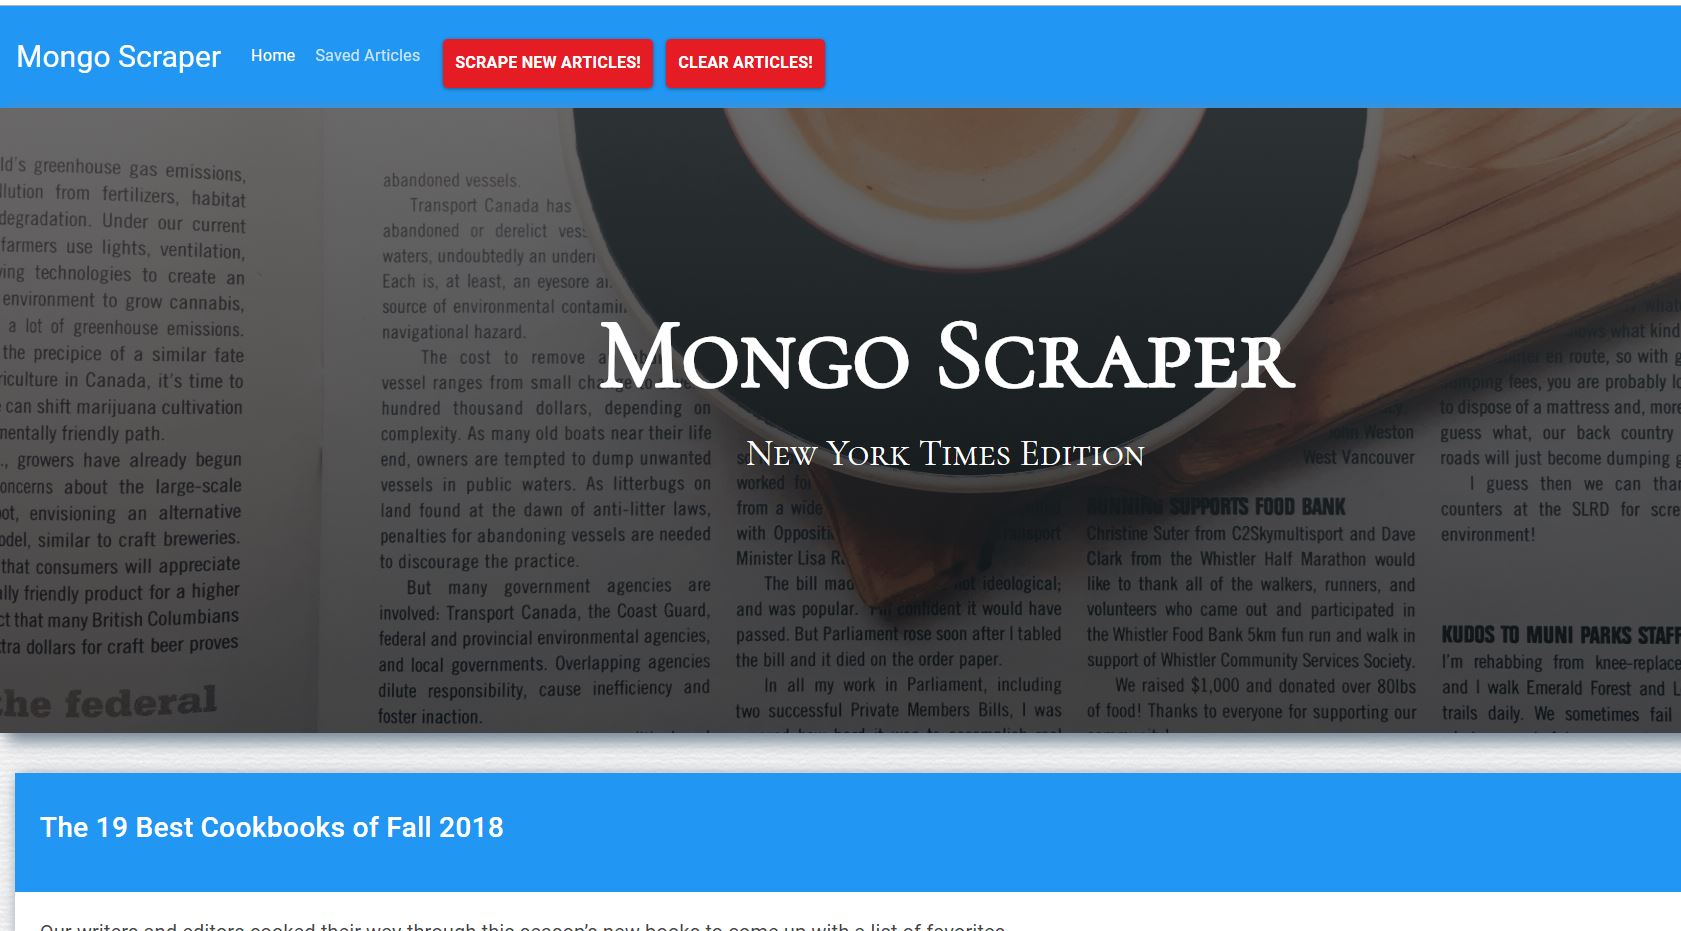 Mongo Scraper Home Saved Articles SCRAPE NEW ARTICLES! CLEAR ARTICLES!
ld's greenhouse gas emissions,
from fertilizers, habitat
degradation. Under our current
farmers use lights, ventilation,
technologies to create an
environment to grow cannabis,
a lot of greenhouse emissions.
the precipice of a similar fate
riculture in Canada, it's time to
can shift marijuana cultivation
mentally friendly path.
growers have already begun
oncerns about the large-scale
envisioning an alternative
odel, similar to craft breweries.
that consumers will appreciate
ally friendly product for a higher
ct that many British Columbians
tra dollars for craft beer proves
the federal
abandoned vessels.
Transport Canada has
abandoned or derelict
waters, undoubtedly an
Each is, at least, an eyesore
source of environmental
navigational hazard.
The cost to remove
vessel ranges from small
hundred thousand dollars, depending on
complexity. As many old boats near their life
end, owners are tempted to dump unwanted
vessels in public waters. As litterbugs on
land found at the dawn of anti-litter laws,
penalties for abandoning vessels are needed
to discourage the practice.
But many government agencies are
involved: Transport Canada, the Coast Guard,
federal and provincial environmental agencies,
and local governments. Overlapping agencies
dilute responsibility, cause inefficiency and
foster inaction.
Mongo Scraper
New York Times Edition
worked for
from a wide
with
Minister Lisa
The bill not ideological;
and was popular. I'm confident it would have
passed. But Parliament rose soon after I tabled
the bill and it died on the order paper.
In all my work in Parliament, including
two successful Private Members Bills, I was
John Weston
West Vancouver
RUNNING SUPPORTS FOOD BANK
Christine Suter from C2Skymultisport and Dave
Clark from the Whistler Half Marathon would
like to thank all of the walkers, runners, and
volunteers who came out and participated in
the Whistler Food Bank 5km fun run and walk in
support of Whistler Community Services Society.
We raised $1,000 and donated over 80lbs
of food! Thanks to everyone for supporting our
what kind
en route, so with
dumping fees, you are probably
to dispose of a mattress and, more
guess what, our back country
roads will just become dumping
I guess then we can
counters at the SLRD for
environment!
KUDOS TO MUNI PARKS STAFF
I'm rehabbing from
and I walk Emerald Forest and
trails daily. We sometimes fail
The 19 Best Cookbooks of Fall 2018
Our writers and editors cooked their way through this season's new books to come up with a list of favorites.